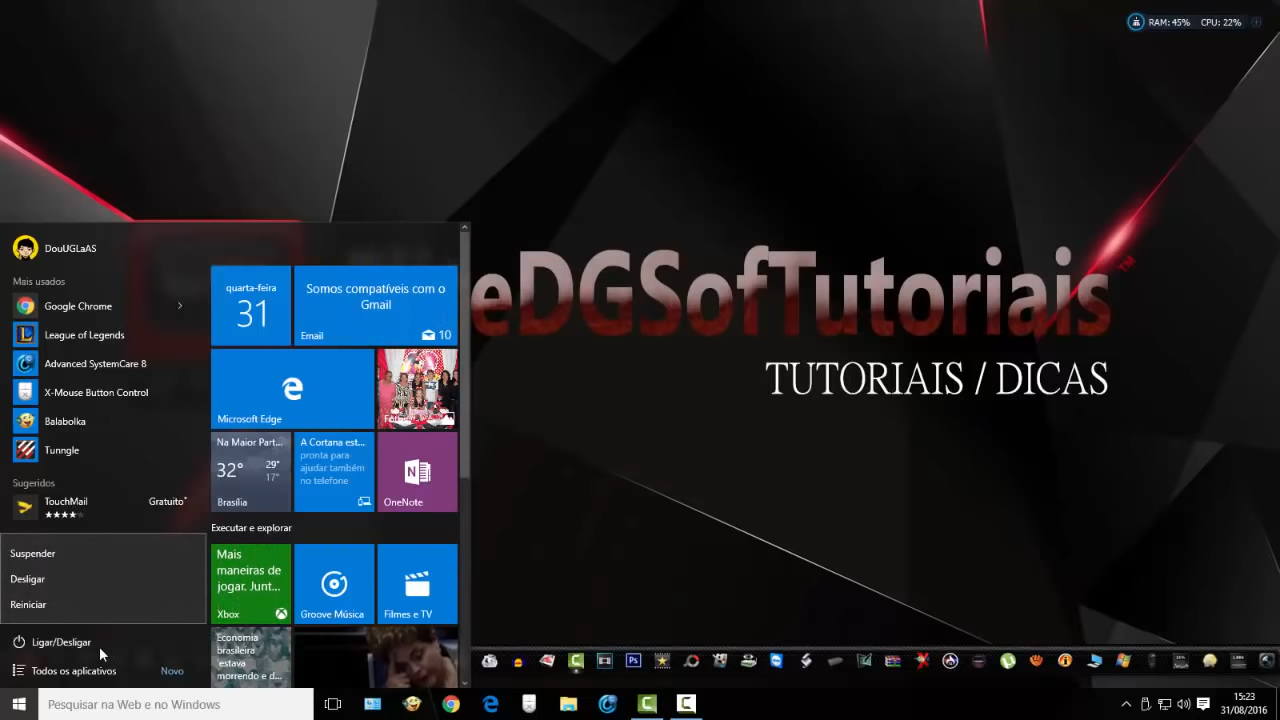 RAM: 45% CPU: 22%
DouUGLaAS
Mais usados
Google Chrome
League of Legends
Advanced SystemCare 8
X-Mouse Button Control
Balabolka
Tunngle
Sugeridos
TouchMail Gratuito*
Suspender
Desligar
Reiniciar
Ligar/Desligar
Todos os aplicativos Novo
quarta-feira
31
Somos compatíveis com o
Gmail
Email 10
Microsoft Edge
Na Maior Part...
32° 29°
17°
Brasília
A Cortana est...
pronta para
ajudar também
no telefone
OneNote
Executar e explorar
Mais
maneiras de
jogar. Junt...
Xbox
Groove Música
Filmes e TV
Economia
brasileira
'estava
morrendo e d...
eDGSofTutoriais™
TUTORIAIS / DICAS
Pesquisar na Web e no Windows
15:23
31/08/2016